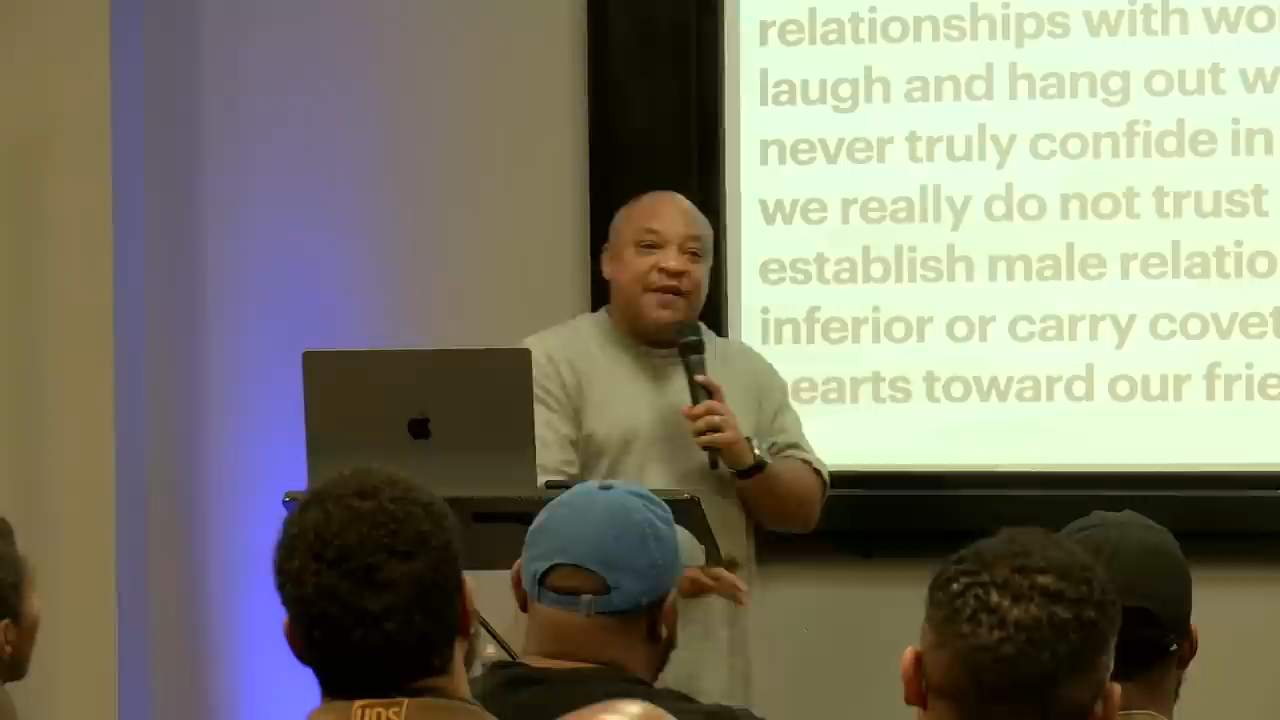 relationships with wo
laugh and hang out w
never truly confide in
we really do not trust
establish male relatio
inferior or carry covet
hearts toward our frie
ups